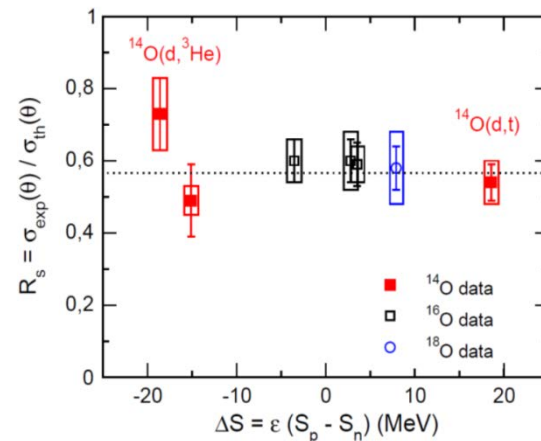 1
0,8
0,6
0,4
0,2
0
R_s = σ_exp(θ) / σ_th(θ)
¹⁴O(d,³He)
¹⁴O(d,t)
¹⁴O data
¹⁶O data
¹⁸O data
-20 -10 0 10 20
ΔS = ε (S_p - S_n) (MeV)